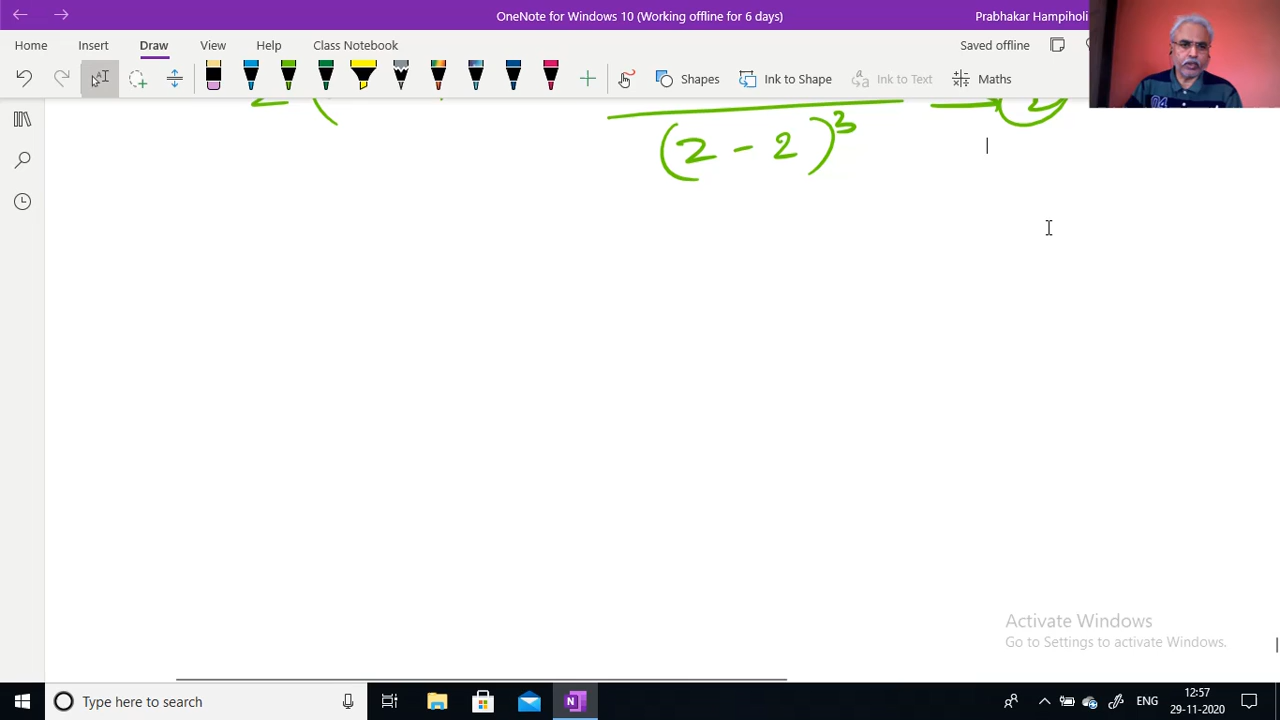 OneNote for Windows 10 (Working offline for 6 days)
Prabhakar Hampiholi
Home Insert Draw View Help Class Notebook
Saved offline
Shapes Ink to Shape Ink to Text Maths
(2 - 2)³
04
Activate Windows
Go to Settings to activate Windows.
Type here to search
N
ENG
12:57
29-11-2020